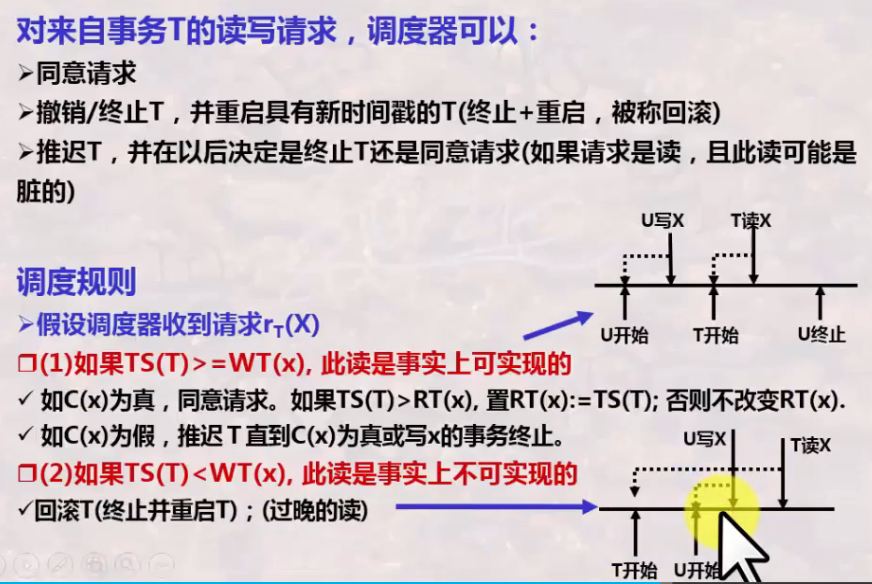 对来自事务T的读写请求，调度器可以：
➢同意请求
➢撤销/终止T，并重启具有新时间戳的T(终止+重启，被称回滚)
➢推迟T，并在以后决定是终止T还是同意请求(如果请求是读，且此读可能是
脏的)
U写X T读X
U开始 T开始 U终止
调度规则
➢假设调度器收到请求rT(X)
❒(1)如果TS(T)>=WT(x), 此读是事实上可实现的
✓ 如C(x)为真，同意请求。如果TS(T)>RT(x), 置RT(x):=TS(T); 否则不改变RT(x).
✓ 如C(x)为假，推迟T直到C(x)为真或写x的事务终止。
❒(2)如果TS(T)<WT(x), 此读是事实上不可实现的
✓回滚T(终止并重启T)；(过晚的读)
U写X T读X
T开始 U开始